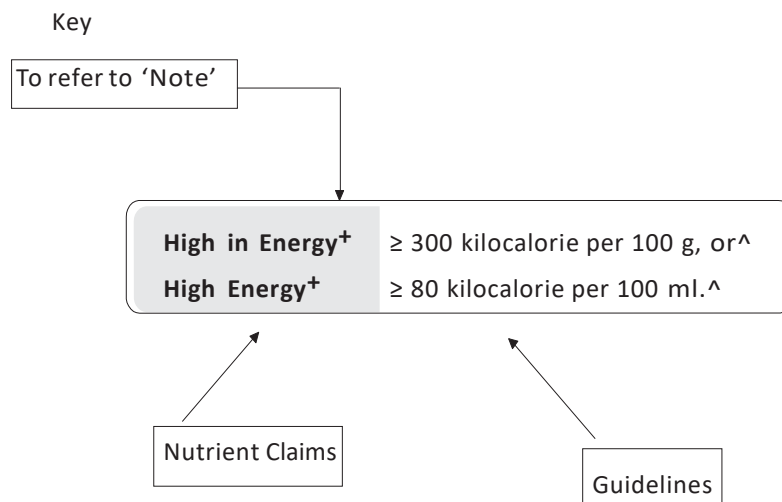 Key
To refer to ‘Note’
High in Energy+ ≥ 300 kilocalorie per 100 g, or^
High Energy+ ≥ 80 kilocalorie per 100 ml.^
Nutrient Claims
Guidelines